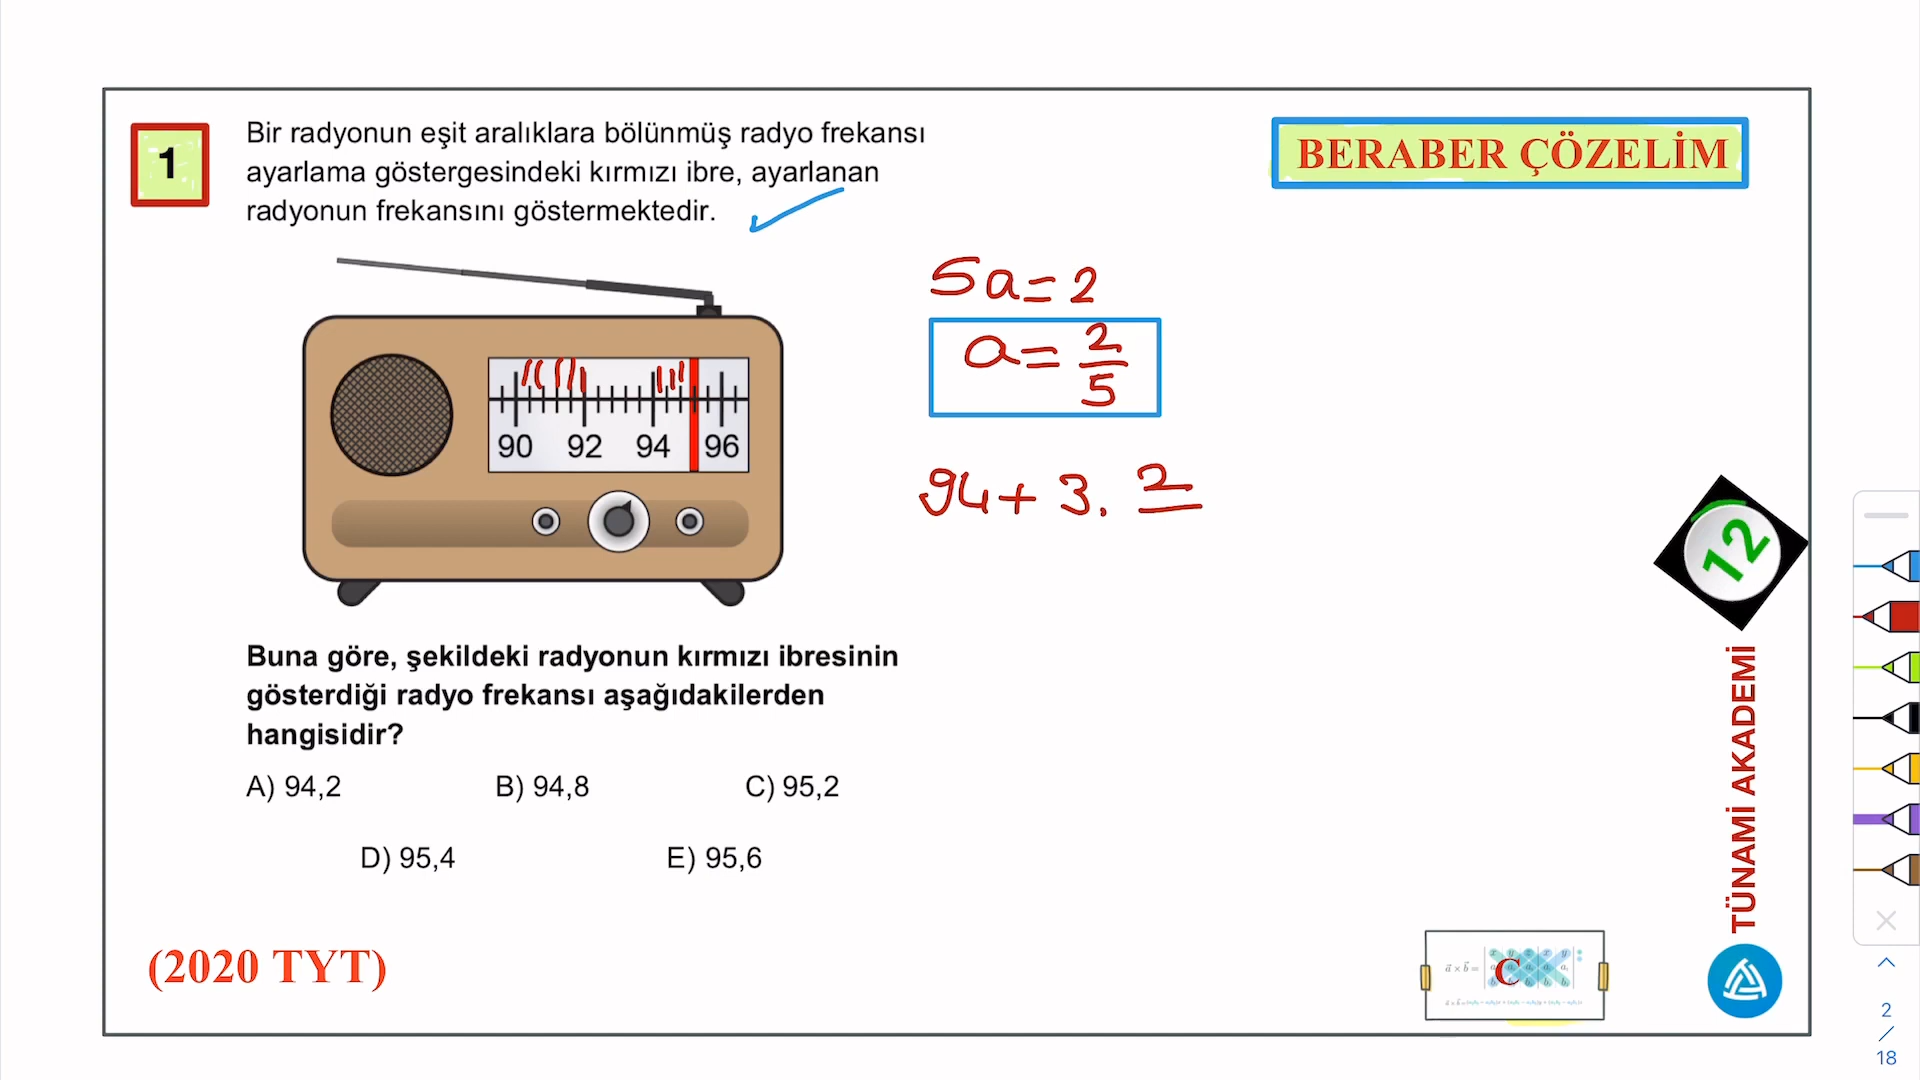 1
Bir radyonun eşit aralıklara bölünmüş radyo frekansı
ayarlama göstergesindeki kırmızı ibre, ayarlanan
radyonun frekansını göstermektedir.
BERABER ÇÖZELİM
90 92 94 96
5a=2
a=2/5
94+3.2
Buna göre, şekildeki radyonun kırmızı ibresinin
gösterdiği radyo frekansı aşağıdakilerden
hangisidir?
A) 94,2 B) 94,8 C) 95,2
D) 95,4 E) 95,6
(2020 TYT)
12
TÜNAMİ AKADEMİ
C
2
/
18